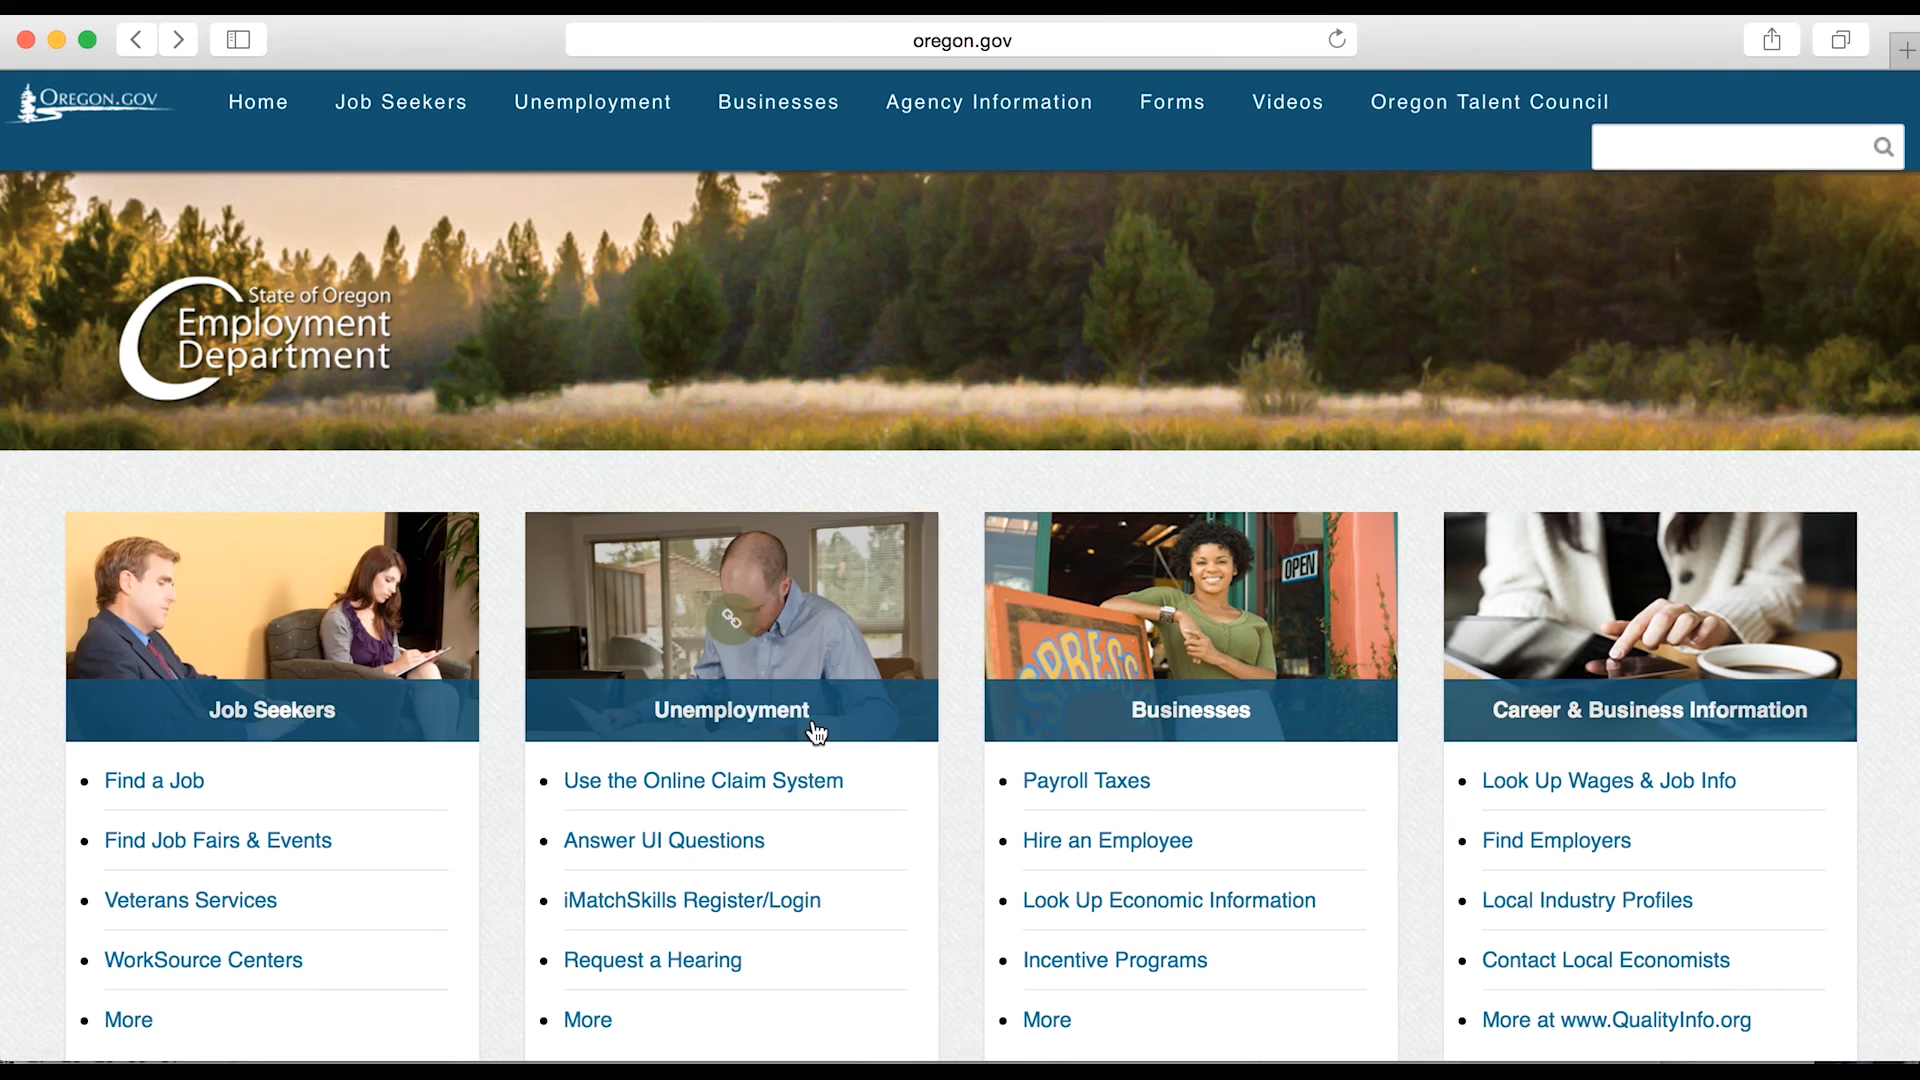 oregon.gov
OREGON.GOV
Home Job Seekers Unemployment Businesses Agency Information Forms Videos Oregon Talent Council
State of Oregon
Employment
Department
OPEN
Job Seekers
Find a Job
Find Job Fairs & Events
Veterans Services
WorkSource Centers
More
Unemployment
Use the Online Claim System
Answer UI Questions
iMatchSkills Register/Login
Request a Hearing
More
Businesses
Payroll Taxes
Hire an Employee
Look Up Economic Information
Incentive Programs
More
Career & Business Information
Look Up Wages & Job Info
Find Employers
Local Industry Profiles
Contact Local Economists
More at www.QualityInfo.org